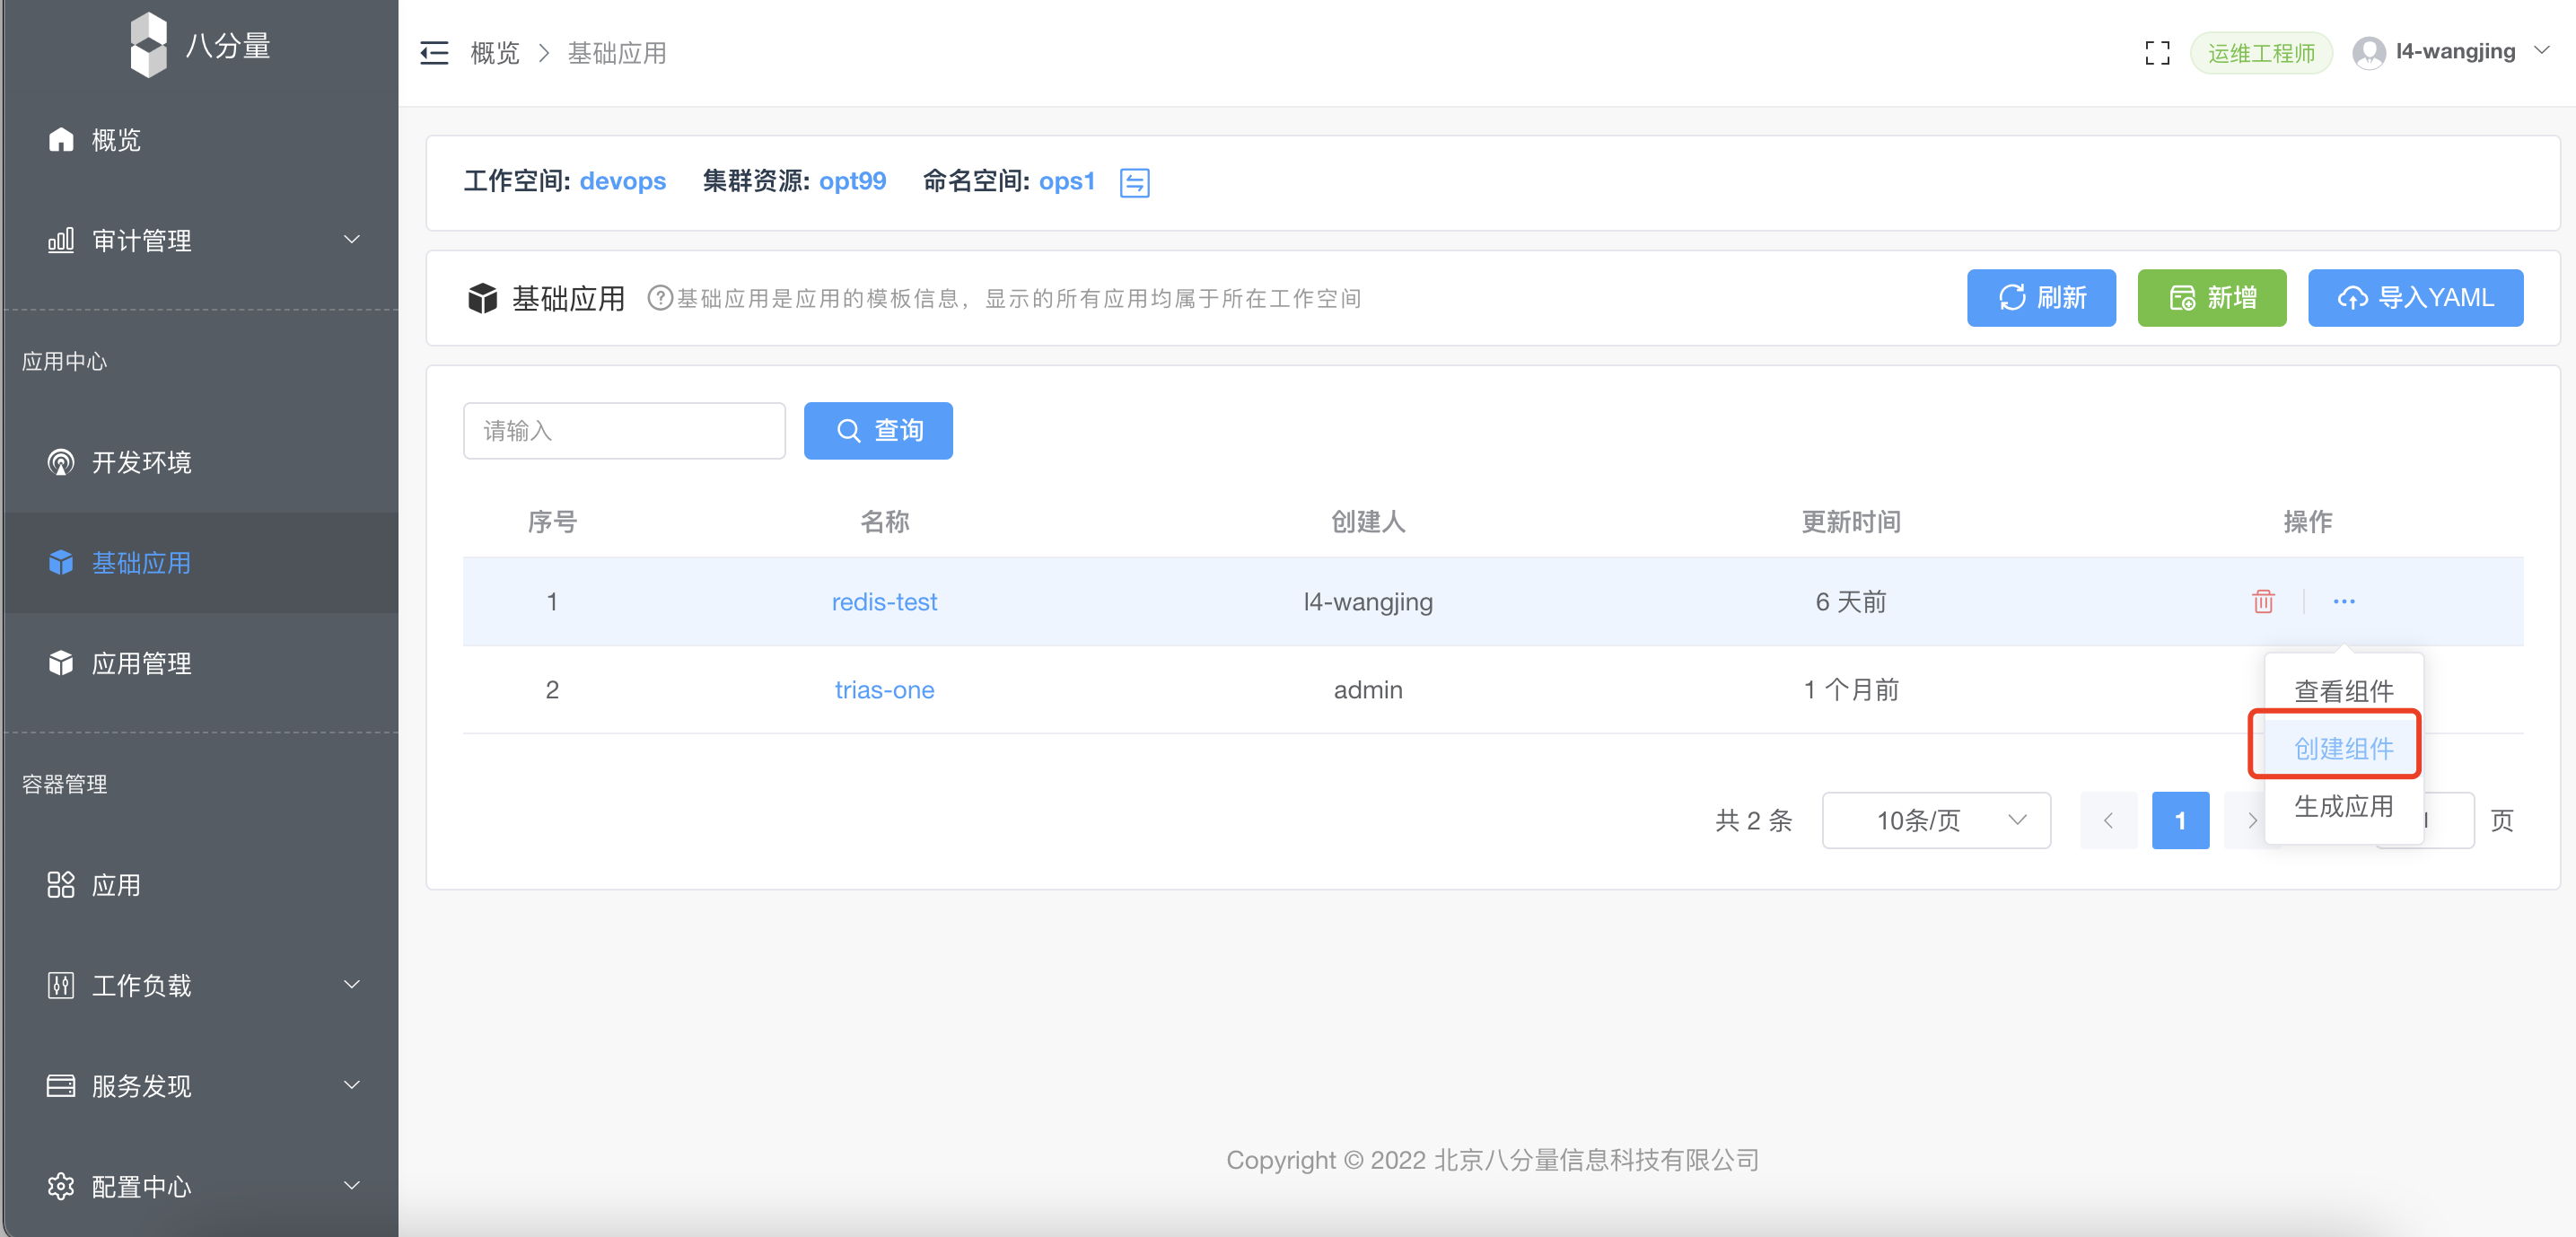 八分量
概览 > 基础应用
运维工程师
l4-wangjing
概览
审计管理
应用中心
开发环境
基础应用
应用管理
容器管理
应用
工作负载
服务发现
配置中心
工作空间: devops 集群资源: opt99 命名空间: ops1
基础应用 ?基础应用是应用的模板信息，显示的所有应用均属于所在工作空间
刷新 新增 导入YAML
请输入 查询
序号 名称 创建人 更新时间 操作
1 redis-test l4-wangjing 6 天前 ...
2 trias-one admin 1 个月前
查看组件
创建组件
生成应用
共 2 条 10条/页 < 1 > 页
Copyright © 2022 北京八分量信息科技有限公司